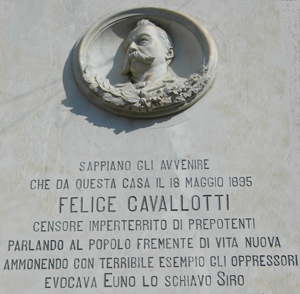 SAPPIANO GLI AVVENIRE
CHE DA QUESTA CASA IL 18 MAGGIO 1895
FELICE CAVALLOTTI
CENSORE IMPERTERRITO DI PREPOTENTI
PARLANDO AL POPOLO FREMENTE DI VITA NUOVA
AMMONENDO CON TERRIBILE ESEMPIO GLI OPPRESSORI
EVOCAVA EUNO LO SCHIAVO SIRO